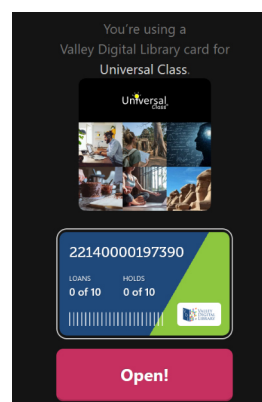 You're using a
Valley Digital Library card for
Universal Class.
Universal
Class
22140000197390
LOANS HOLDS
0 of 10 0 of 10
VALLEY
DIGITAL
LIBRARY
Open!